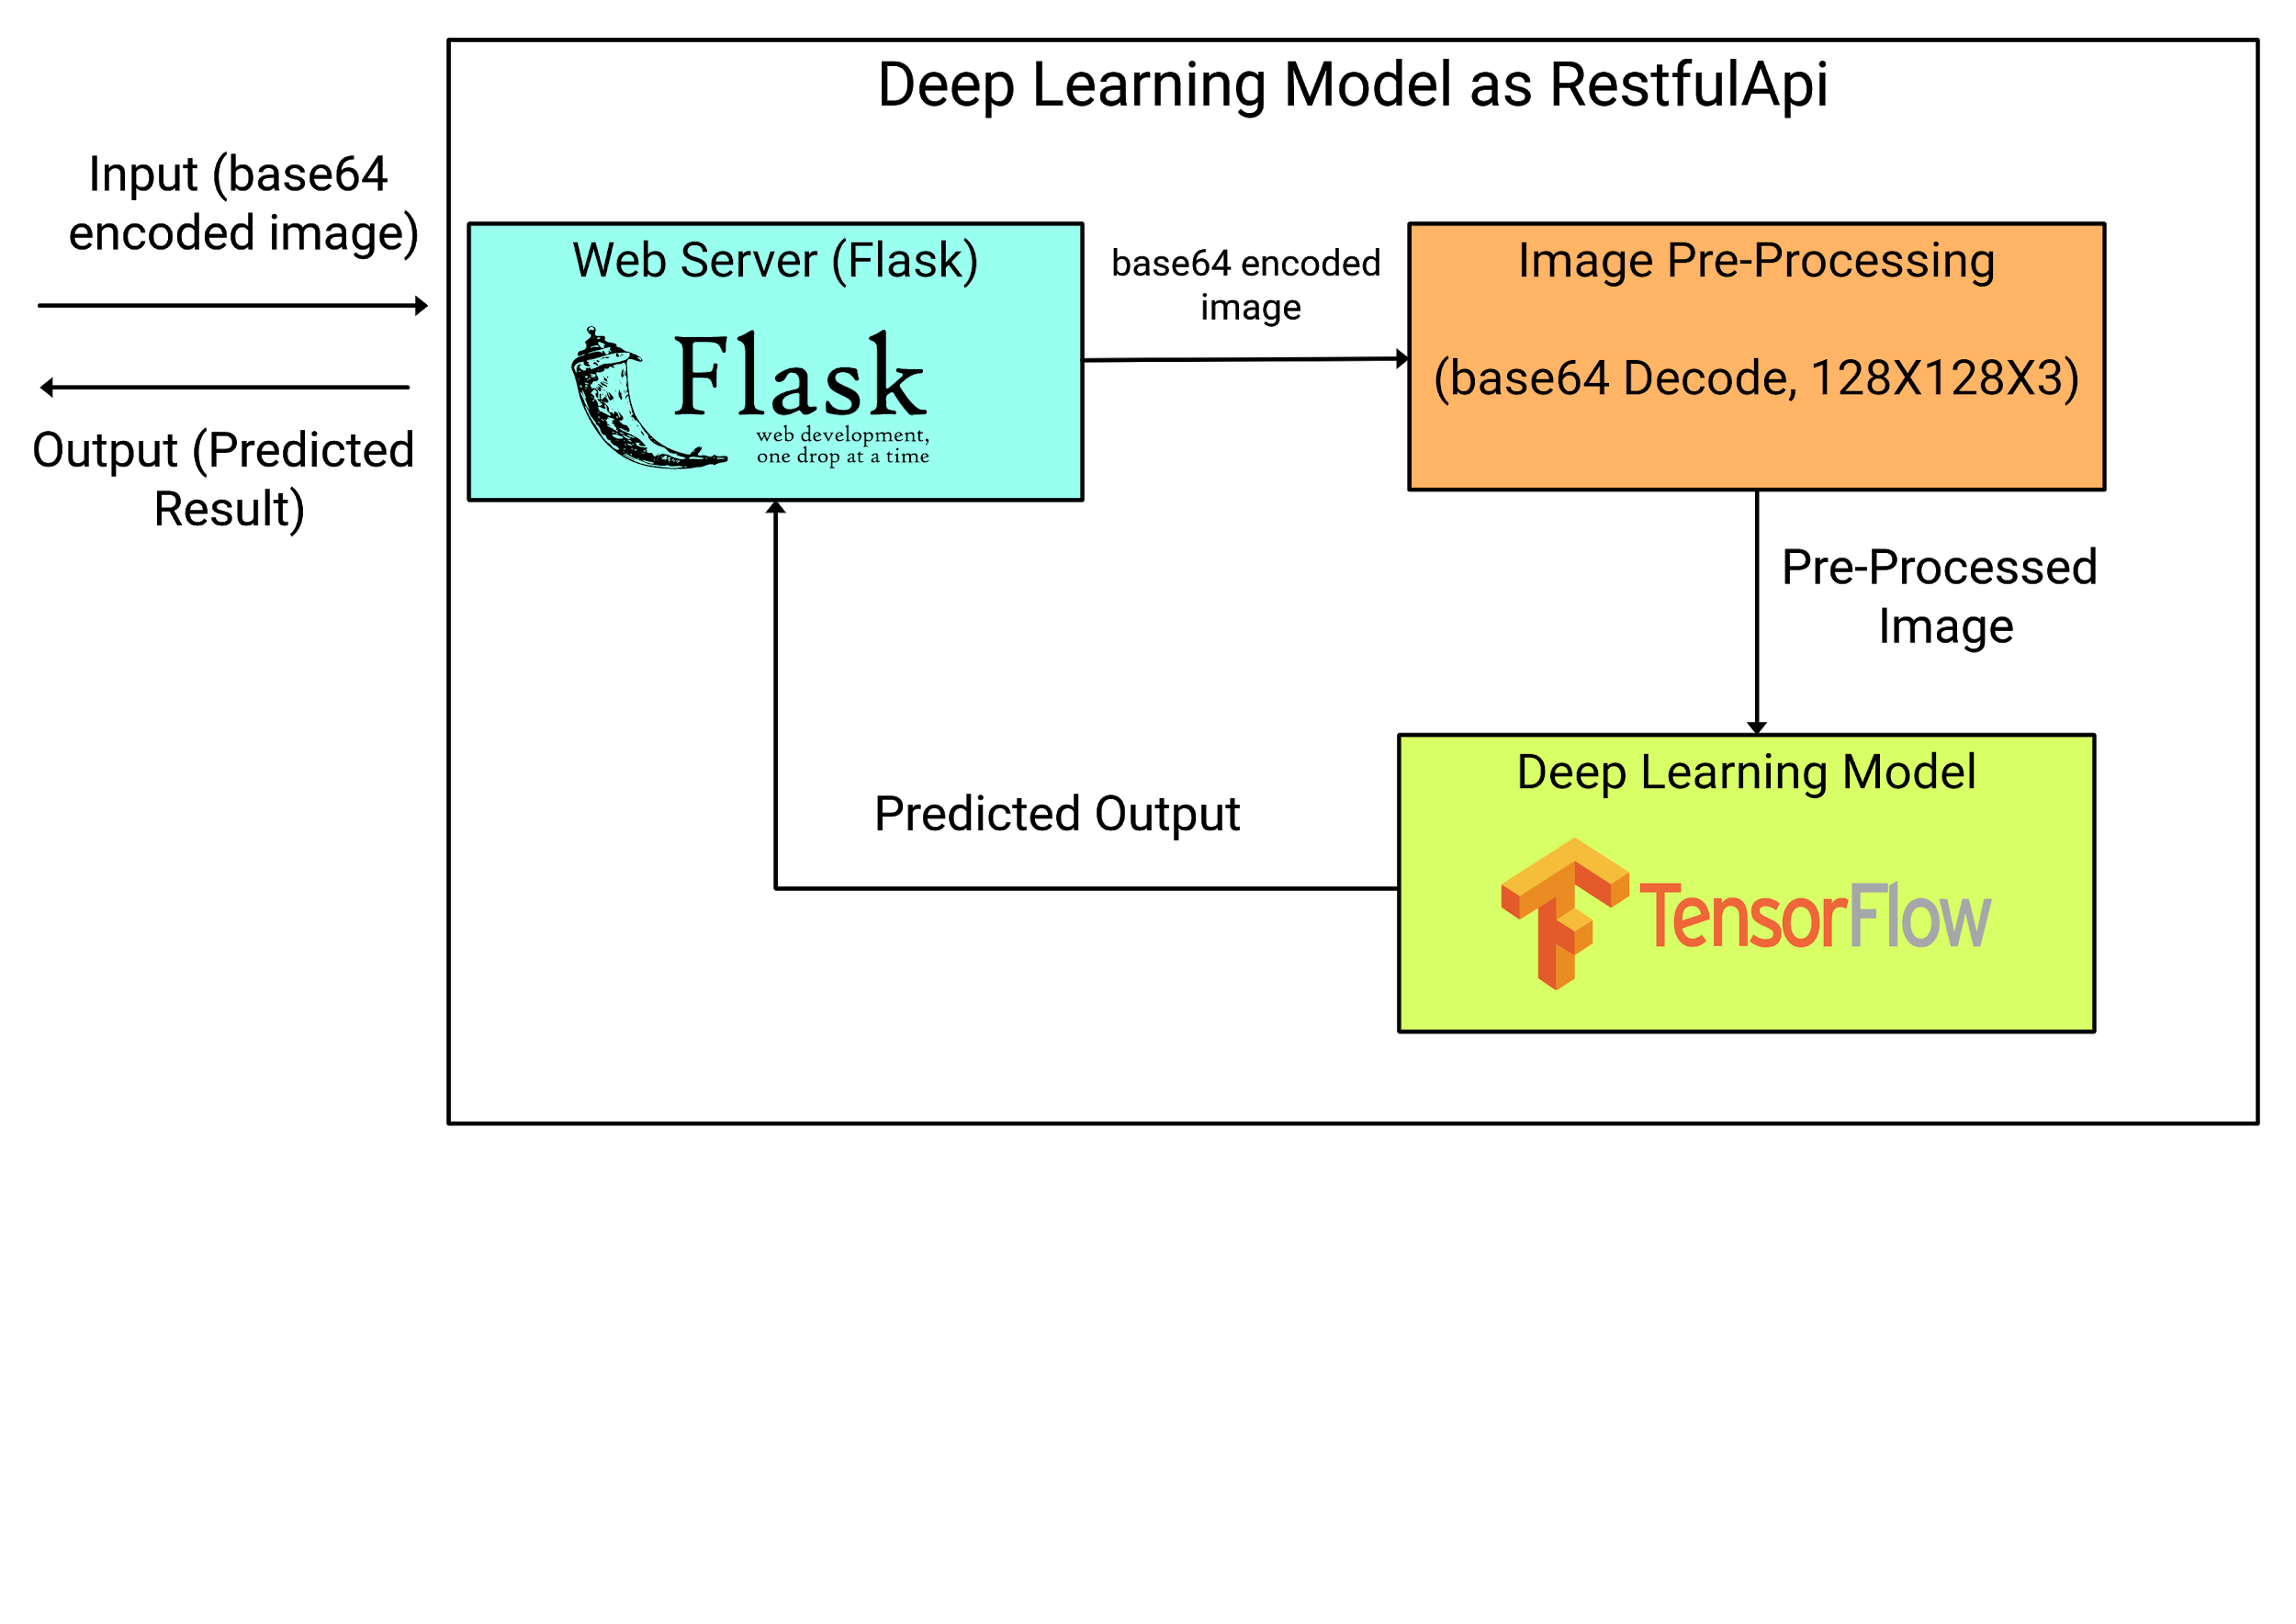 Deep Learning Model as RestfulApi
Input (base64
encoded image)
Output (Predicted
Result)
Web Server (Flask)
Flask
web development,
one drop at a time
base64 encoded
image
Image Pre-Processing
(base64 Decode, 128X128X3)
Pre-Processed
Image
Deep Learning Model
TensorFlow
Predicted Output